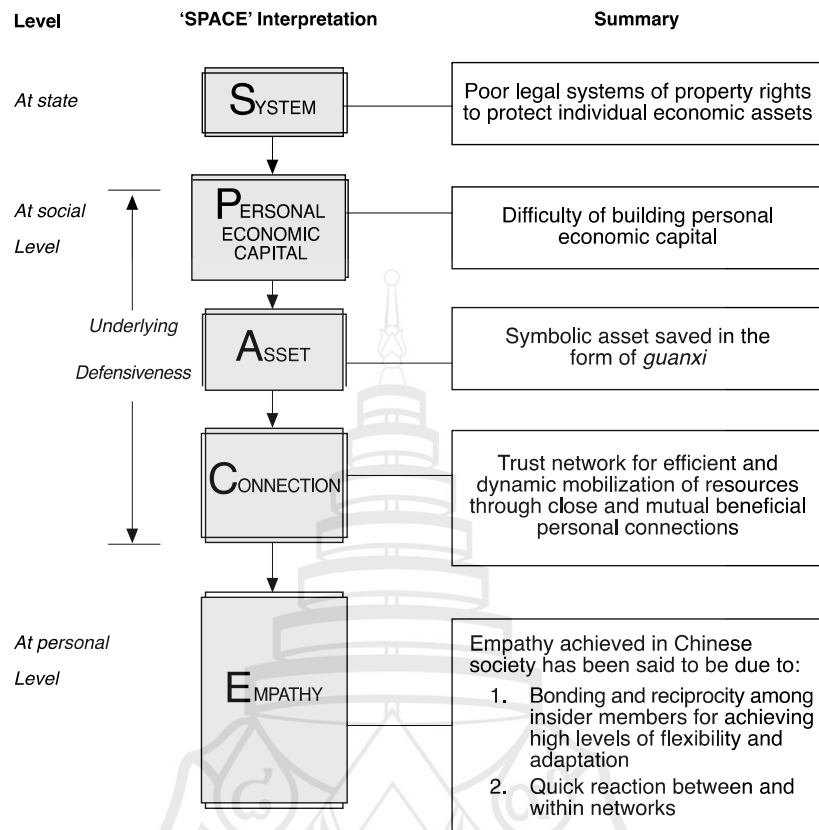 Level 'SPACE' Interpretation Summary
At state
SYSTEM
Poor legal systems of property rights
to protect individual economic assets
At social
Level
PERSONAL
ECONOMIC
CAPITAL
Difficulty of building personal
economic capital
Underlying
Defensiveness
ASSET
Symbolic asset saved in the
form of guanxi
CONNECTION
Trust network for efficient and
dynamic mobilization of resources
through close and mutual beneficial
personal connections
At personal
Level
EMPATHY
Empathy achieved in Chinese
society has been said to be due to:
1. Bonding and reciprocity among
insider members for achieving
high levels of flexibility and
adaptation
2. Quick reaction between and
within networks